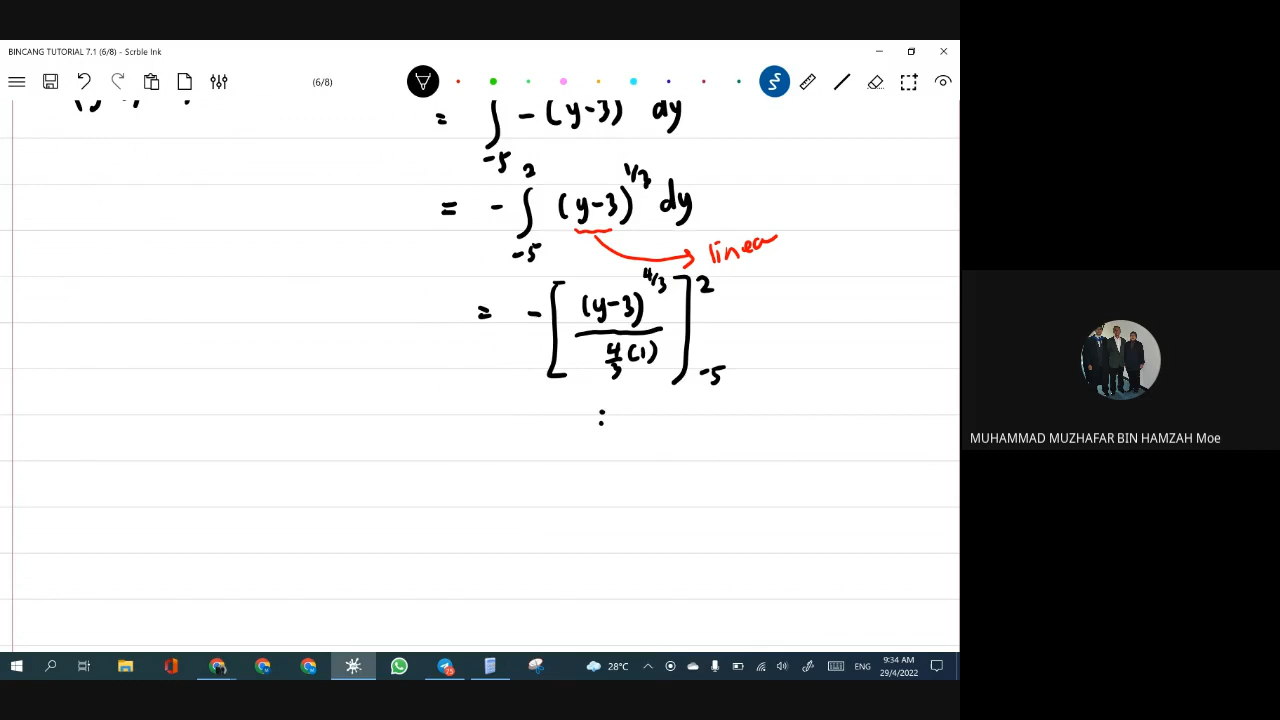 BINCANG TUTORIAL 7.1 (6/8) - Scrble Ink
(6/8)
= ∫_{-5} -(y-3) dy
= -∫_{-5}^{2} (y-3)^{1/3} dy
linear
= -[ (y-3)^{4/3} / (4/3 (1)) ]_{-5}^{2}
:
MUHAMMAD MUZHAFAR BIN HAMZAH Moe
28°C
ENG
9:34 AM
29/4/2022